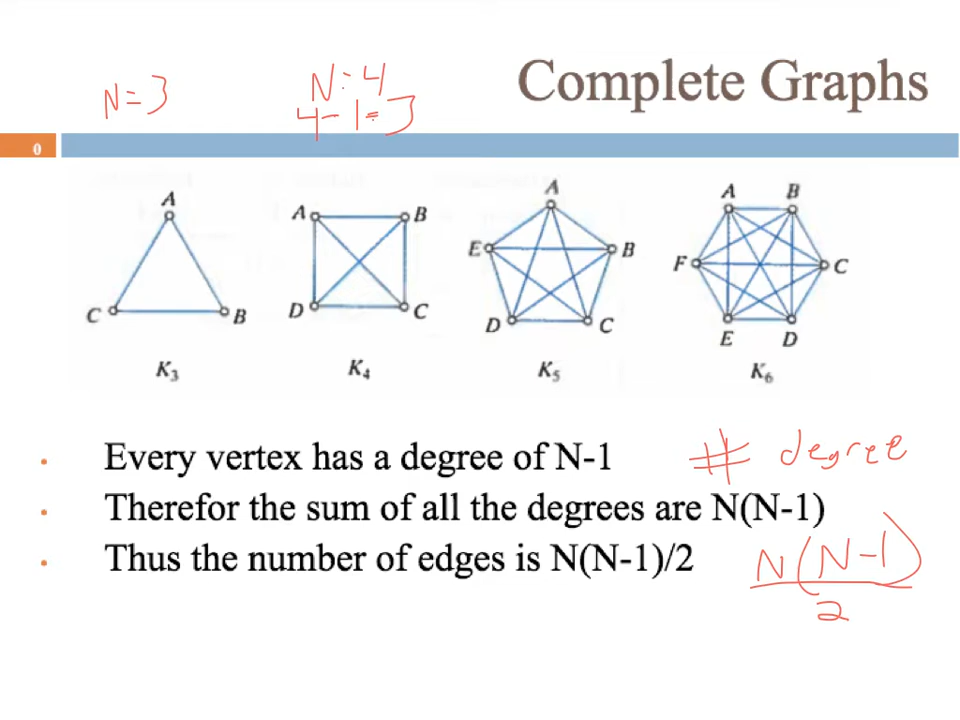 N=3
N:4
4-1=3
Complete Graphs
0
A
C
B
K3
A
B
D
C
K4
A
E
B
D
C
K5
A
B
F
C
E
D
K6
• Every vertex has a degree of N-1
# degree
• Therefor the sum of all the degrees are N(N-1)
• Thus the number of edges is N(N-1)/2
N(N-1)
2